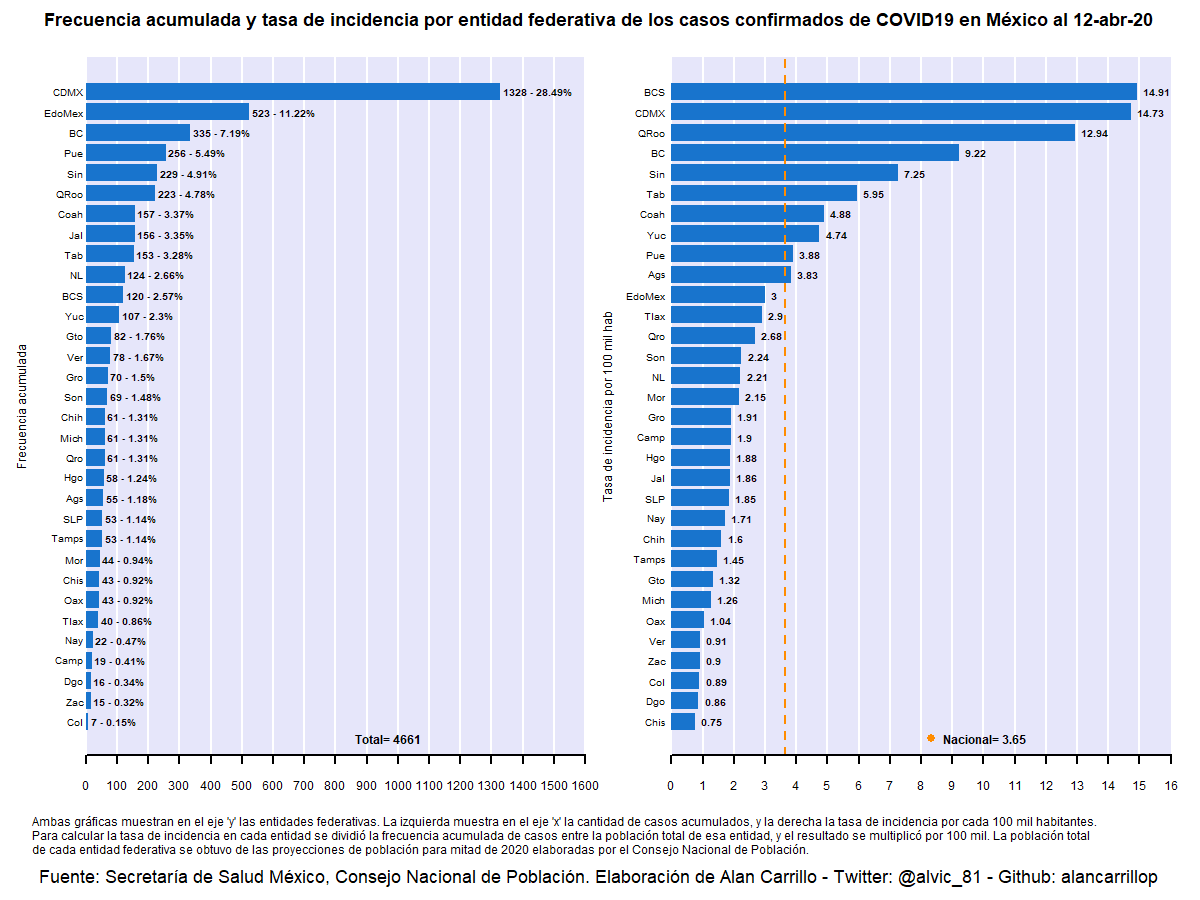 Frecuencia acumulada y tasa de incidencia por entidad federativa de los casos confirmados de COVID19 en México al 12-abr-20
Frecuencia acumulada
CDMX 1328 - 28.49%
EdoMex 523 - 11.22%
BC 335 - 7.19%
Pue 256 - 5.49%
Sin 229 - 4.91%
QRoo 223 - 4.78%
Coah 157 - 3.37%
Jal 156 - 3.35%
Tab 153 - 3.28%
NL 124 - 2.66%
BCS 120 - 2.57%
Yuc 107 - 2.3%
Gto 82 - 1.76%
Ver 78 - 1.67%
Gro 70 - 1.5%
Son 69 - 1.48%
Chih 61 - 1.31%
Mich 61 - 1.31%
Qro 61 - 1.31%
Hgo 58 - 1.24%
Ags 55 - 1.18%
SLP 53 - 1.14%
Tamps 53 - 1.14%
Mor 44 - 0.94%
Chis 43 - 0.92%
Oax 43 - 0.92%
Tlax 40 - 0.86%
Nay 22 - 0.47%
Camp 19 - 0.41%
Dgo 16 - 0.34%
Zac 15 - 0.32%
Col 7 - 0.15%
Total= 4661
0 100 200 300 400 500 600 700 800 900 1000 1100 1200 1300 1400 1500 1600
Tasa de incidencia por 100 mil hab
BCS 14.91
CDMX 14.73
QRoo 12.94
BC 9.22
Sin 7.25
Tab 5.95
Coah 4.88
Yuc 4.74
Pue 3.88
Ags 3.83
EdoMex 3
Tlax 2.9
Qro 2.68
Son 2.24
NL 2.21
Mor 2.15
Gro 1.91
Camp 1.9
Hgo 1.88
Jal 1.86
SLP 1.85
Nay 1.71
Chih 1.6
Tamps 1.45
Gto 1.32
Mich 1.26
Oax 1.04
Ver 0.91
Zac 0.9
Col 0.89
Dgo 0.86
Chis 0.75
Nacional= 3.65
0 1 2 3 4 5 6 7 8 9 10 11 12 13 14 15 16
Ambas gráficas muestran en el eje 'y' las entidades federativas. La izquierda muestra en el eje 'x' la cantidad de casos acumulados, y la derecha la tasa de incidencia por cada 100 mil habitantes.
Para calcular la tasa de incidencia en cada entidad se dividió la frecuencia acumulada de casos entre la población total de esa entidad, y el resultado se multiplicó por 100 mil. La población total
de cada entidad federativa se obtuvo de las proyecciones de población para mitad de 2020 elaboradas por el Consejo Nacional de Población.
Fuente: Secretaría de Salud México, Consejo Nacional de Población. Elaboración de Alan Carrillo - Twitter: @alvic_81 - Github: alancarrillop